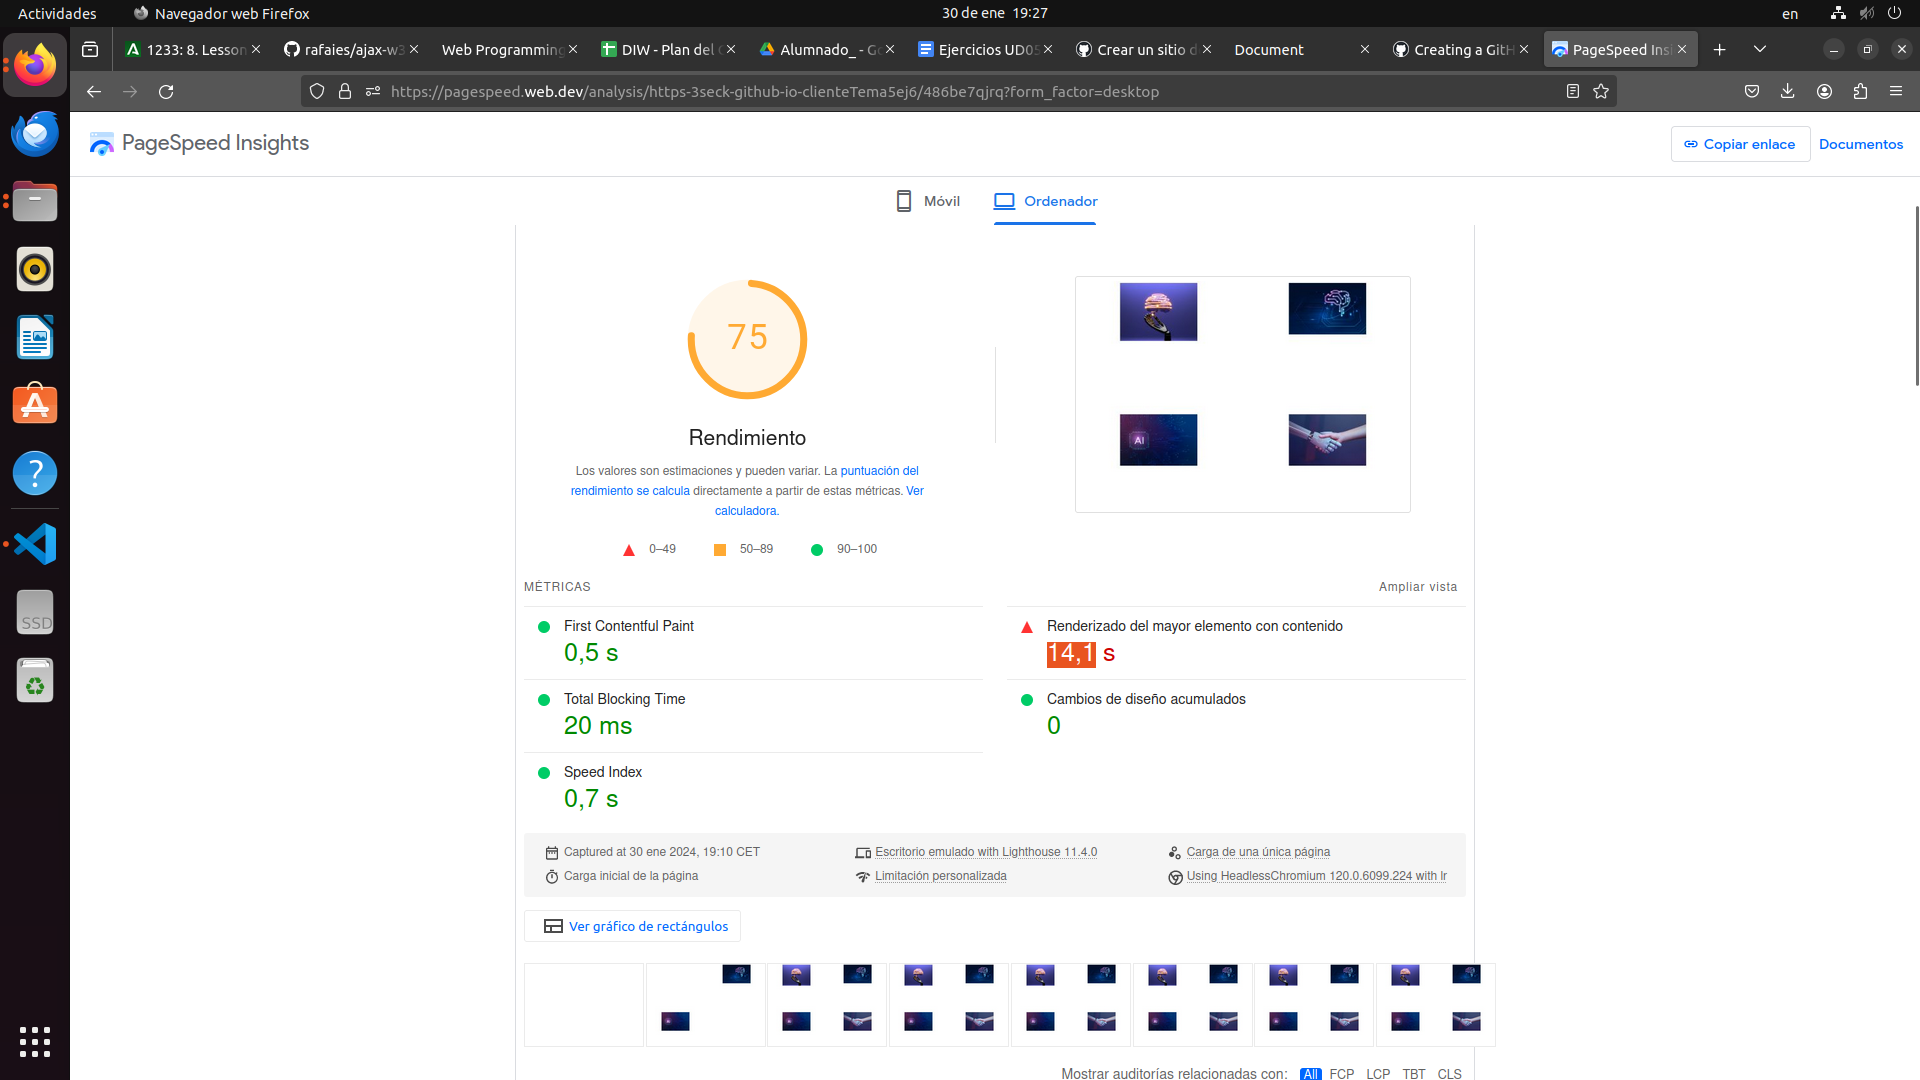 Actividades
Navegador web Firefox
30 de ene 19:27
en
1233: 8. Lesson
rafaies/ajax-w3
Web Programming
DIW - Plan del C
Alumnado_ - Go
Ejercicios UD05
Crear un sitio d
Document
Creating a GitH
PageSpeed Insi
https://pagespeed.web.dev/analysis/https-3seck-github-io-clienteTema5ej6/486be7qjrq?form_factor=desktop
PageSpeed Insights
Copiar enlace
Documentos
Móvil
Ordenador
75
Rendimiento
Los valores son estimaciones y pueden variar. La puntuación del
rendimiento se calcula directamente a partir de estas métricas. Ver
calculadora.
0–49
50–89
90–100
AI
MÉTRICAS
Ampliar vista
First Contentful Paint
0,5 s
Renderizado del mayor elemento con contenido
14,1 s
Total Blocking Time
20 ms
Cambios de diseño acumulados
0
Speed Index
0,7 s
Captured at 30 ene 2024, 19:10 CET
Escritorio emulado with Lighthouse 11.4.0
Carga de una única página
Carga inicial de la página
Limitación personalizada
Using HeadlessChromium 120.0.6099.224 with lr
Ver gráfico de rectángulos
Mostrar auditorías relacionadas con:
All
FCP
LCP
TBT
CLS
SSD